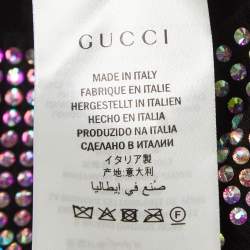 GUCCI
MADE IN ITALY
FABRIQUÉ EN ITALIE
HERGESTELLT IN ITALIEN
HECHO EN ITALIA
PRODUZIDO NA ITÁLIA
СДЕЛАНО В ИТАЛИИ
イタリア製
产地:意大利
صنع في إيطاليا